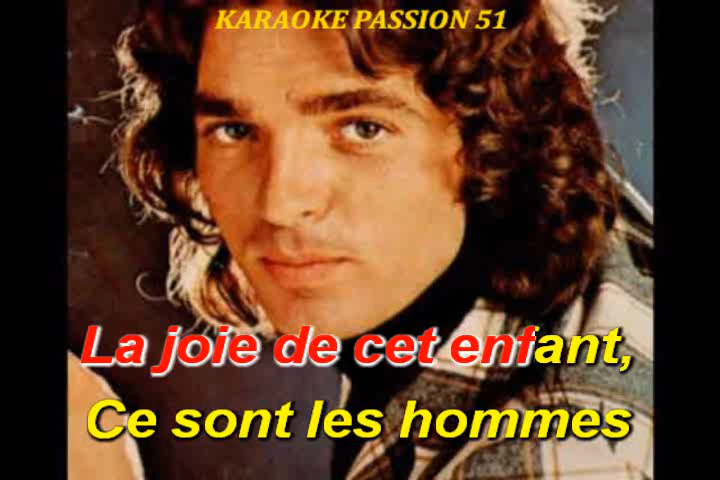 KARAOKE PASSION 51
La joie de cet enfant,
Ce sont les hommes